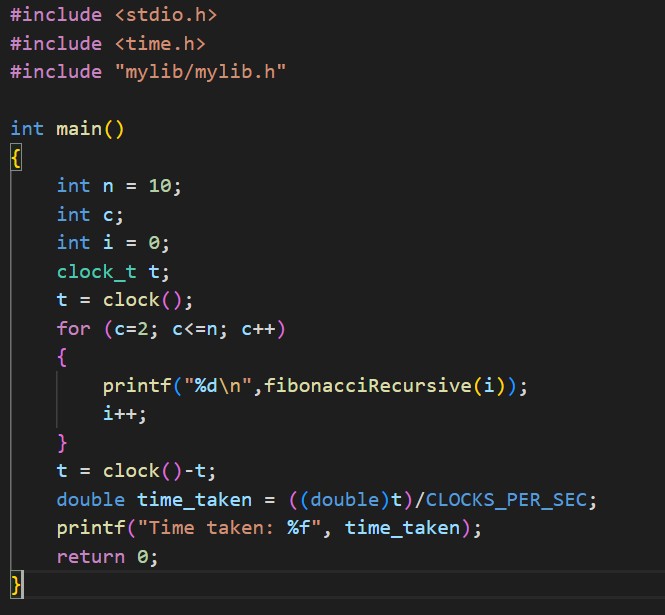 #include <stdio.h>
#include <time.h>
#include "mylib/mylib.h"
int main()
{
int n = 10;
int c;
int i = 0;
clock_t t;
t = clock();
for (c=2; c<=n; c++)
{
printf("%d\n",fibonacciRecursive(i));
i++;
}
t = clock()-t;
double time_taken = ((double)t)/CLOCKS_PER_SEC;
printf("Time taken: %f", time_taken);
return 0;
}